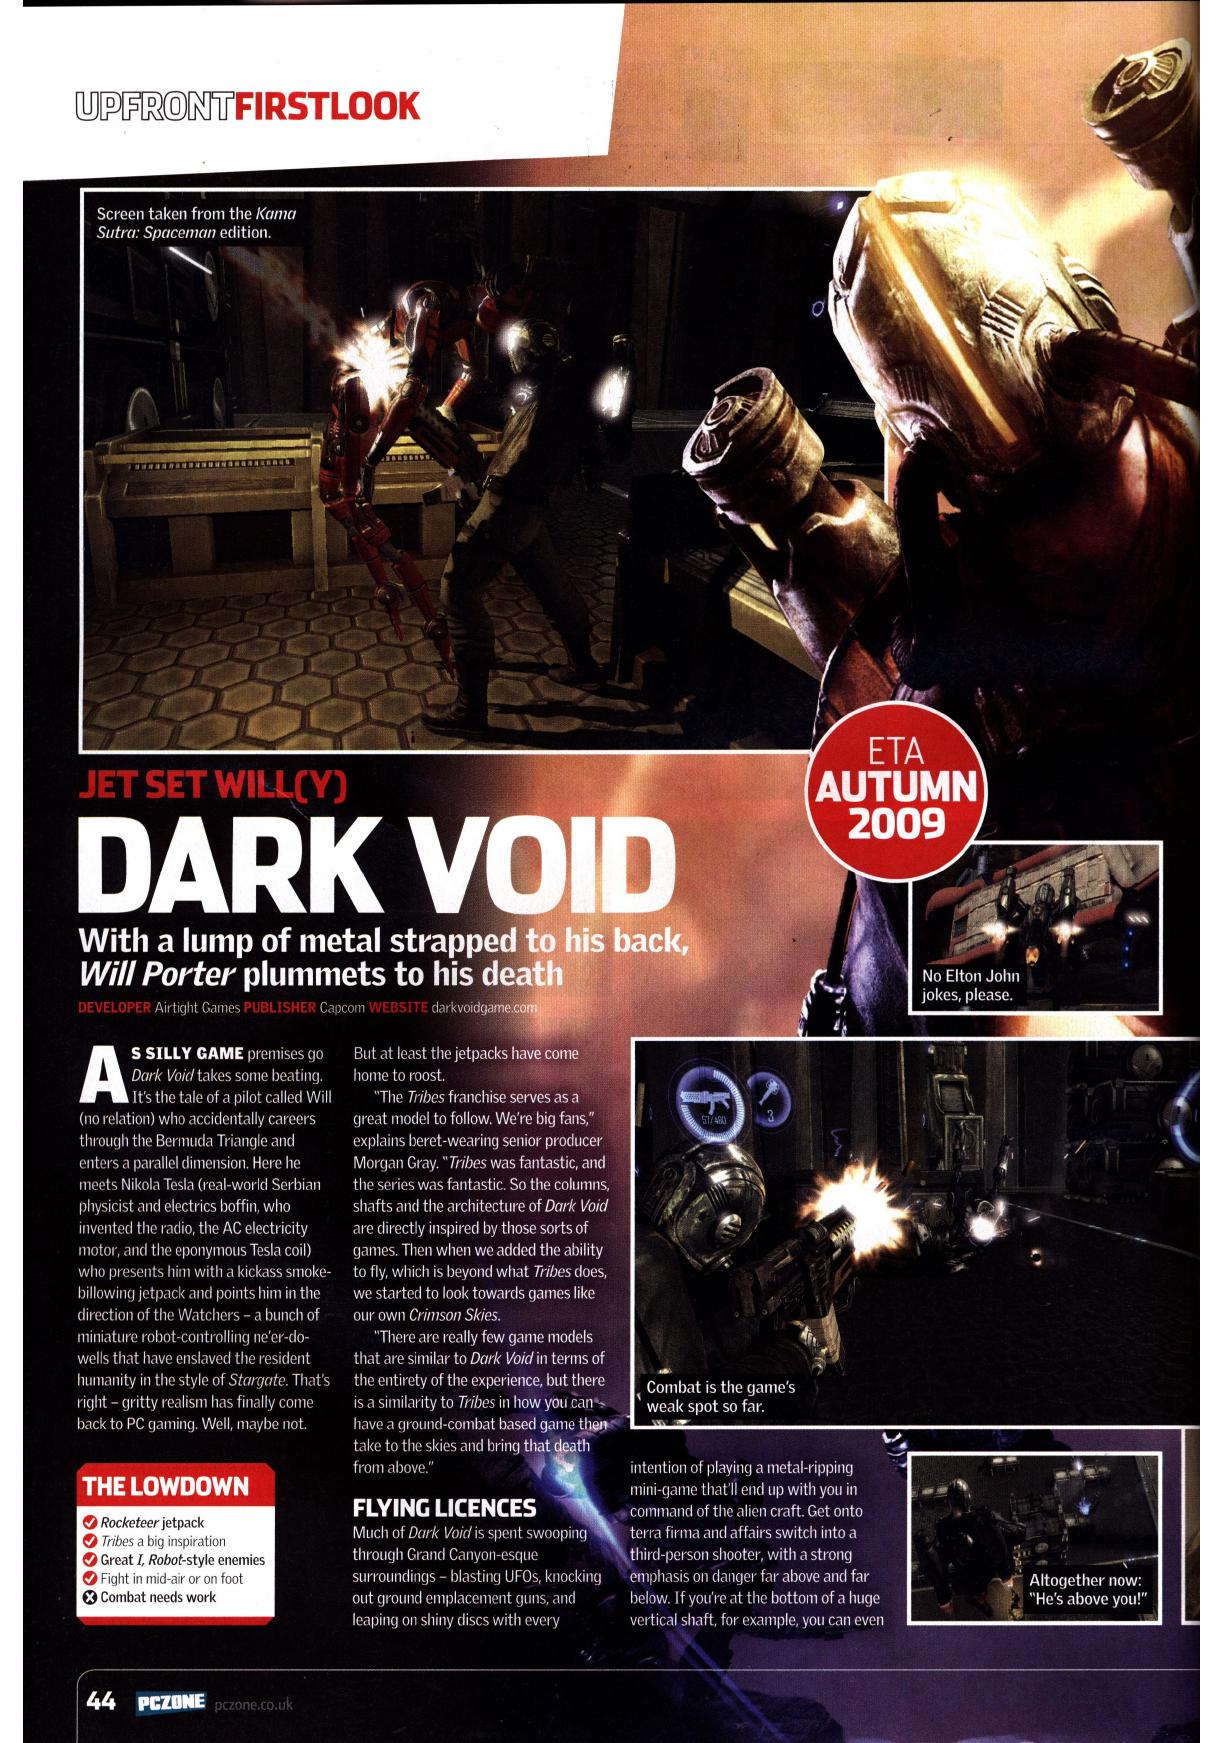 UPFRONTFIRSTLOOK
Screen taken from the Kama
Sutra: Spaceman edition.
ETA
AUTUMN
2009
JET SET WILL(Y)
DARK VOID
With a lump of metal strapped to his back,
Will Porter plummets to his death
DEVELOPER Airtight Games PUBLISHER Capcom WEBSITE darkvoidgame.com
No Elton John
jokes, please.
AS SILLY GAME premises go
Dark Void takes some beating.
It's the tale of a pilot called Will
(no relation) who accidentally careers
through the Bermuda Triangle and
enters a parallel dimension. Here he
meets Nikola Tesla (real-world Serbian
physicist and electrics boffin, who
invented the radio, the AC electricity
motor, and the eponymous Tesla coil)
who presents him with a kickass smoke-
billowing jetpack and points him in the
direction of the Watchers – a bunch of
miniature robot-controlling ne'er-do-
wells that have enslaved the resident
humanity in the style of Stargate. That's
right – gritty realism has finally come
back to PC gaming. Well, maybe not.
THE LOWDOWN
Rocketeer jetpack
Tribes a big inspiration
Great I, Robot-style enemies
Fight in mid-air or on foot
Combat needs work
But at least the jetpacks have come
home to roost.
"The Tribes franchise serves as a
great model to follow. We're big fans,"
explains beret-wearing senior producer
Morgan Gray. "Tribes was fantastic, and
the series was fantastic. So the columns,
shafts and the architecture of Dark Void
are directly inspired by those sorts of
games. Then when we added the ability
to fly, which is beyond what Tribes does,
we started to look towards games like
our own Crimson Skies.
"There are really few game models
that are similar to Dark Void in terms of
the entirety of the experience, but there
is a similarity to Tribes in how you can
have a ground-combat based game then
take to the skies and bring that death
from above."
FLYING LICENCES
Much of Dark Void is spent swooping
through Grand Canyon-esque
surroundings – blasting UFOs, knocking
out ground emplacement guns, and
leaping on shiny discs with every
57/480
3
Combat is the game's
weak spot so far.
intention of playing a metal-ripping
mini-game that'll end up with you in
command of the alien craft. Get onto
terra firma and affairs switch into a
third-person shooter, with a strong
emphasis on danger far above and far
below. If you're at the bottom of a huge
vertical shaft, for example, you can even
Altogether now:
"He's above you!"
44 PCZONE pczone.co.uk